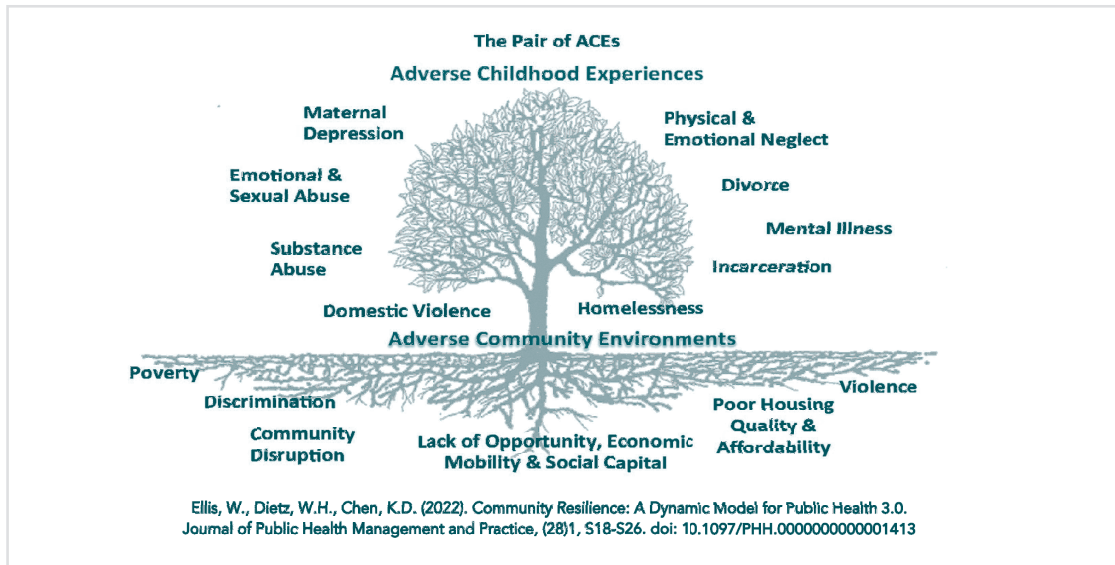 The Pair of ACEs
Adverse Childhood Experiences
Maternal
Depression
Physical &
Emotional Neglect
Emotional &
Sexual Abuse
Divorce
Mental Illness
Substance
Abuse
Incarceration
Domestic Violence
Homelessness
Adverse Community Environments
Poverty
Violence
Discrimination
Poor Housing
Quality &
Affordability
Community
Disruption
Lack of Opportunity, Economic
Mobility & Social Capital
Ellis, W., Dietz, W.H., Chen, K.D. (2022). Community Resilience: A Dynamic Model for Public Health 3.0.
Journal of Public Health Management and Practice, (28)1, S18-S26. doi: 10.1097/PHH.0000000000001413